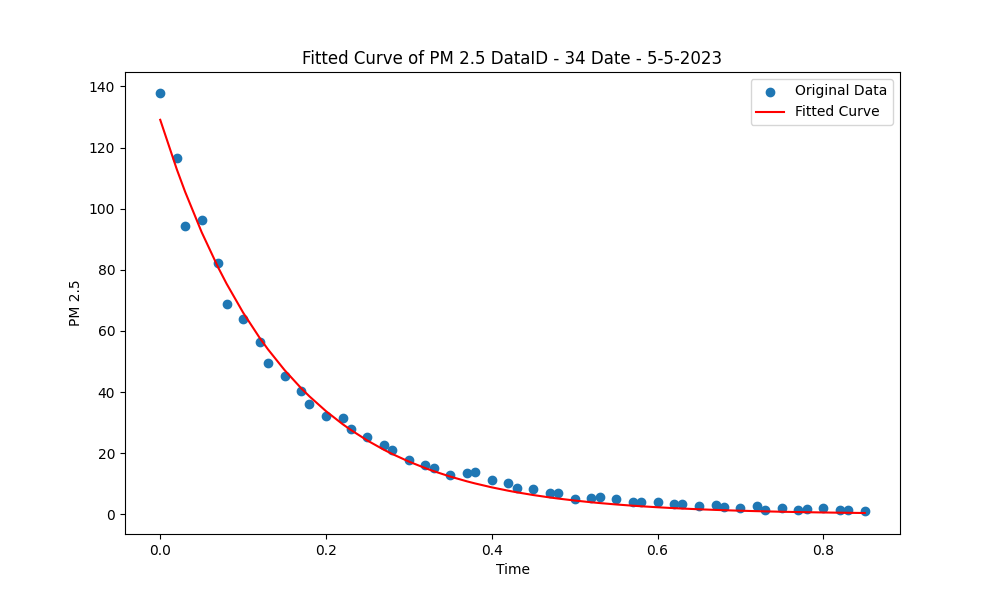 Fitted Curve of PM 2.5 DataID - 34 Date - 5-5-2023
Original Data
Fitted Curve
140
120
100
80
60
40
20
0
PM 2.5
0.0 0.2 0.4 0.6 0.8
Time